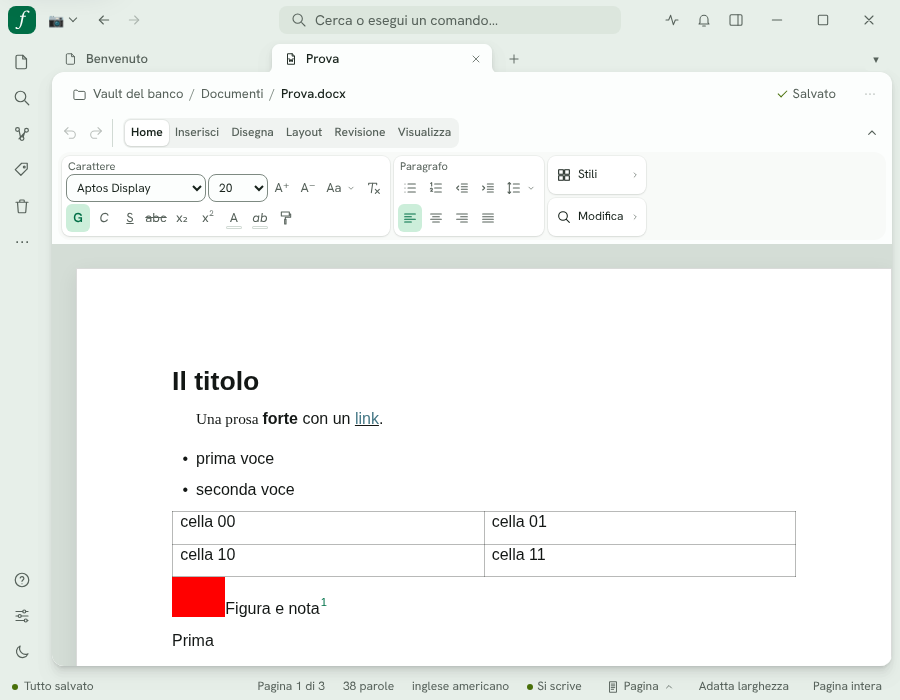 Cerca o esegui un comando...
Benvenuto
Prova
Vault del banco / Documenti / Prova.docx
Salvato
Home Inserisci Disegna Layout Revisione Visualizza
Carattere
Paragrafo
Aptos Display 20 A⁺ A⁻ Aa
G C S abc x₂ x² A ab
Stili
Modifica
Il titolo
Una prosa forte con un link.
• prima voce
• seconda voce
cella 00 cella 01
cella 10 cella 11
Figura e nota¹
Prima
Tutto salvato Pagina 1 di 3 38 parole inglese americano Si scrive Pagina Adatta larghezza Pagina intera